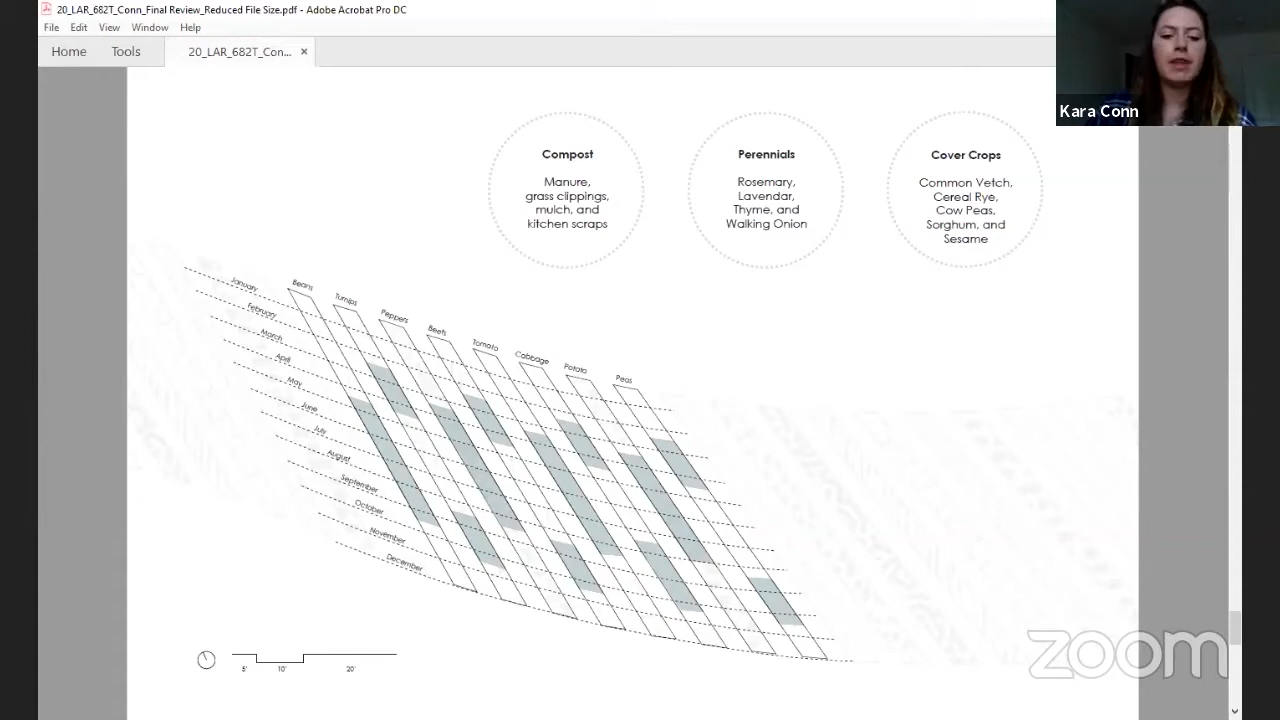 20_LAR_682T_Conn_Final Review_Reduced File Size.pdf - Adobe Acrobat Pro DC
File Edit View Window Help
Home Tools 20_LAR_682T_Con... ×
Kara Conn
Compost
Manure,
grass clippings,
mulch, and
kitchen scraps
Perennials
Rosemary,
Lavendar,
Thyme, and
Walking Onion
Cover Crops
Common Vetch,
Cereal Rye,
Cow Peas,
Sorghum, and
Sesame
January
February
March
April
May
June
July
August
September
October
November
December
Beans
Turnips
Peppers
Beets
Tomato
Cabbage
Potato
Peas
5' 10' 20'
zoom